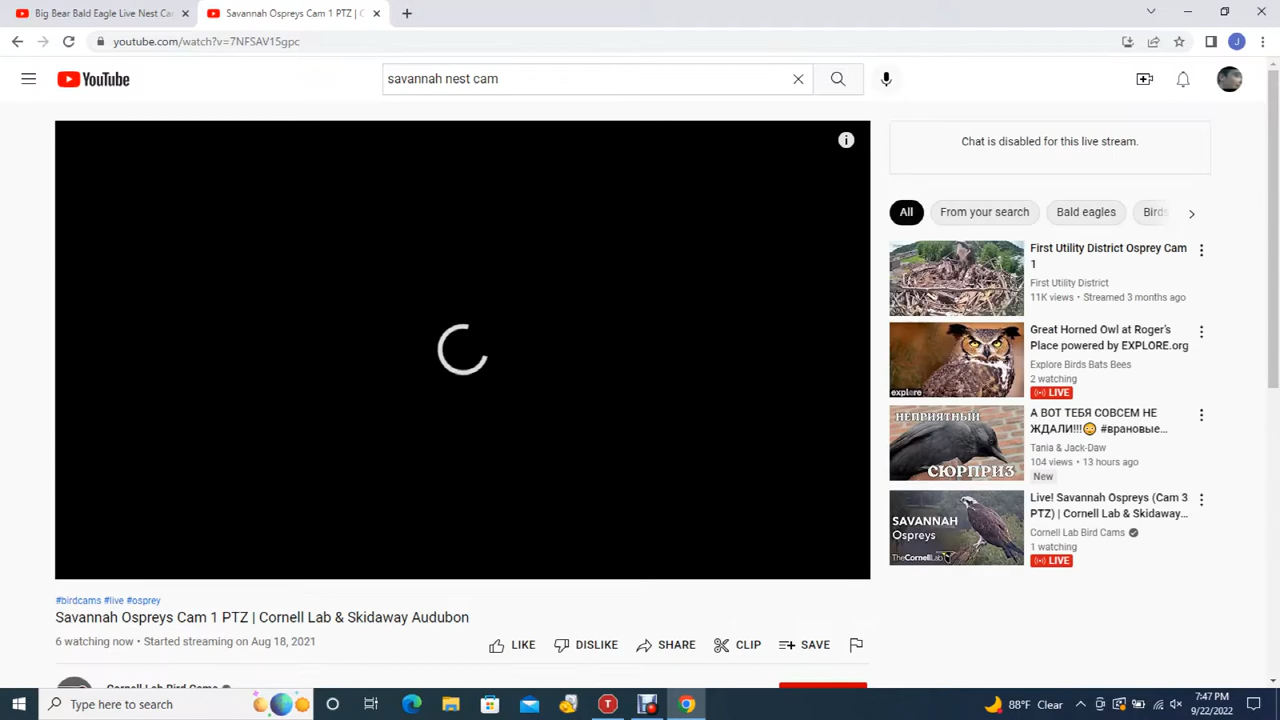 Big Bear Bald Eagle Live Nest Ca
Savannah Ospreys Cam 1 PTZ | C
youtube.com/watch?v=7NFSAV15gpc
J
YouTube
savannah nest cam
Chat is disabled for this live stream.
All
From your search
Bald eagles
Birds
First Utility District Osprey Cam
1
First Utility District
11K views • Streamed 3 months ago
explore
Great Horned Owl at Roger's
Place powered by EXPLORE.org
Explore Birds Bats Bees
2 watching
LIVE
НЕПРИЯТНЫЙ
СЮРПРИЗ
А ВОТ ТЕБЯ СОВСЕМ НЕ
ЖДАЛИ!!!😳 #врановые...
Tania & Jack-Daw
104 views • 13 hours ago
New
SAVANNAH
Ospreys
TheCornellLab
Live! Savannah Ospreys (Cam 3
PTZ) | Cornell Lab & Skidaway...
Cornell Lab Bird Cams
1 watching
LIVE
#birdcams #live #osprey
Savannah Ospreys Cam 1 PTZ | Cornell Lab & Skidaway Audubon
6 watching now • Started streaming on Aug 18, 2021
LIKE
DISLIKE
SHARE
CLIP
SAVE
Cornell Lab Bird Cams
Type here to search
T
88°F Clear
7:47 PM
9/22/2022